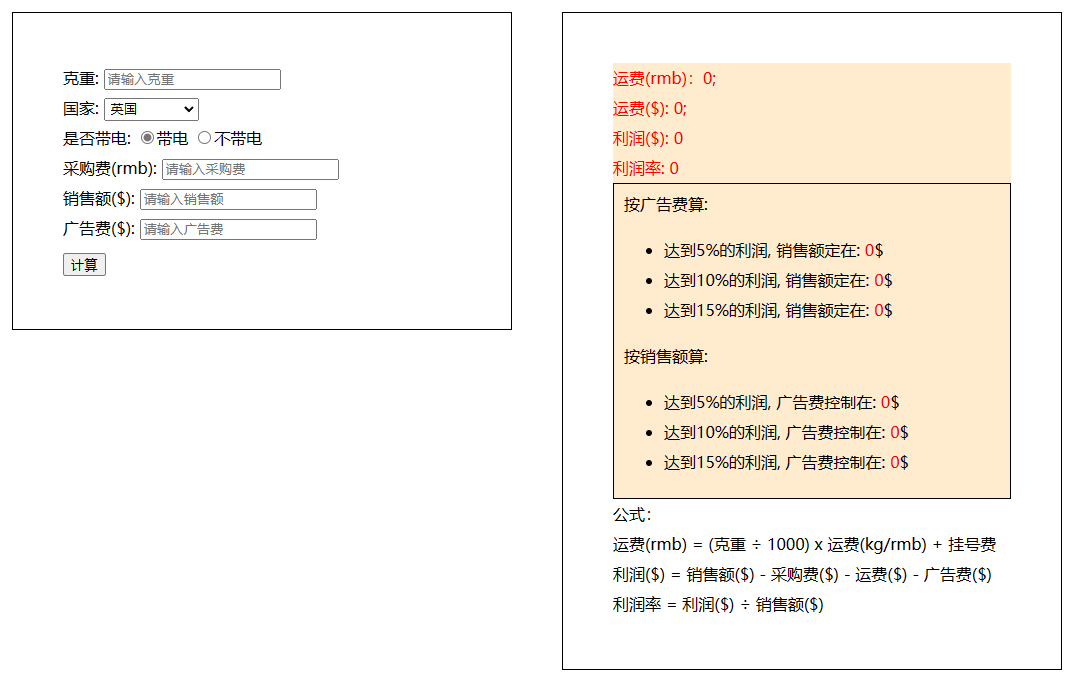 克重: 请输入克重
国家: 英国
是否带电: 带电 不带电
采购费(rmb): 请输入采购费
销售额($): 请输入销售额
广告费($): 请输入广告费
计算
运费(rmb)：0;
运费($): 0;
利润($): 0
利润率: 0
按广告费算:
达到5%的利润, 销售额定在: 0$
达到10%的利润, 销售额定在: 0$
达到15%的利润, 销售额定在: 0$
按销售额算:
达到5%的利润, 广告费控制在: 0$
达到10%的利润, 广告费控制在: 0$
达到15%的利润, 广告费控制在: 0$
公式：
运费(rmb) = (克重 ÷ 1000) x 运费(kg/rmb) + 挂号费
利润($) = 销售额($) - 采购费($) - 运费($) - 广告费($)
利润率 = 利润($) ÷ 销售额($)